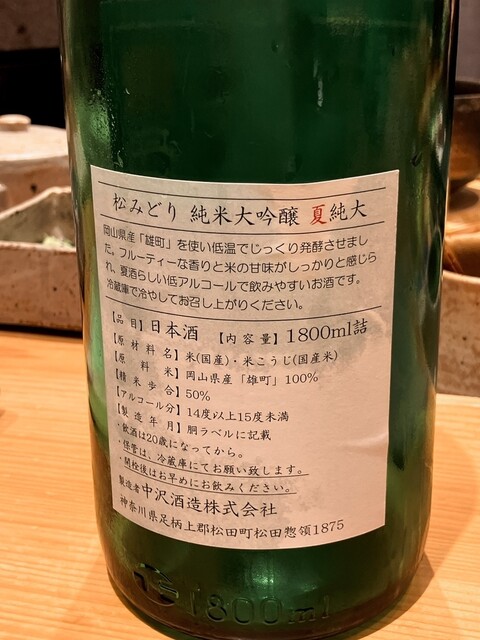 松みどり 純米大吟醸 夏純大
岡山県産「雄町」を使い低温でじっくり発酵させまし
た。フルーティーな香りと米の甘味がしっかりと感じら
れ、夏酒らしい低アルコールで飲みやすいお酒です。
冷蔵庫で冷やしてお召し上がりください。
【品目】日本酒 【内容量】1800ml詰
【原材料名】米(国産)・米こうじ(国産米)
【原料米】岡山県産「雄町」100%
【精米歩合】50%
【アルコール分】14度以上15度未満
【製造年月】胴ラベルに記載
・飲酒は20歳になってから。
・保管は、冷蔵庫にてお願い致します。
・開栓後はお早めにお飲みください。
製造者中沢酒造株式会社
神奈川県足柄上郡松田町松田惣領1875
1800ml